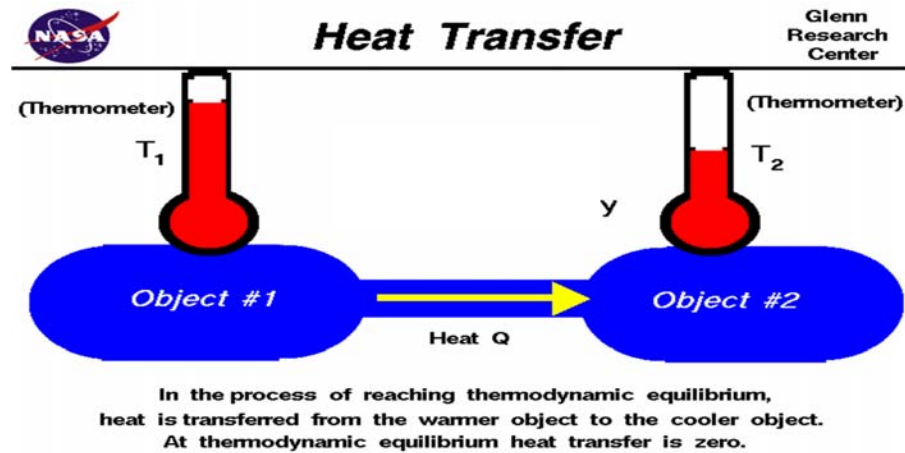 NASA
Heat Transfer
Glenn
Research
Center
(Thermometer)
T1
(Thermometer)
T2
y
Object #1
Object #2
Heat Q
In the process of reaching thermodynamic equilibrium,
heat is transferred from the warmer object to the cooler object.
At thermodynamic equilibrium heat transfer is zero.